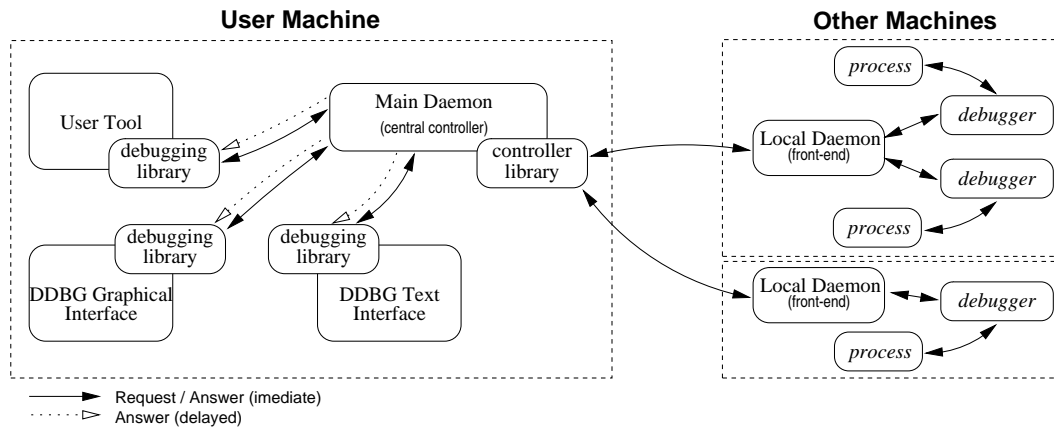 User Machine
Other Machines
User Tool
debugging
library
Main Daemon
(central controller)
controller
library
debugging
library
DDBG Graphical
Interface
debugging
library
DDBG Text
Interface
process
debugger
Local Daemon
(front-end)
debugger
process
Local Daemon
(front-end)
debugger
process
Request / Answer (imediate)
Answer (delayed)